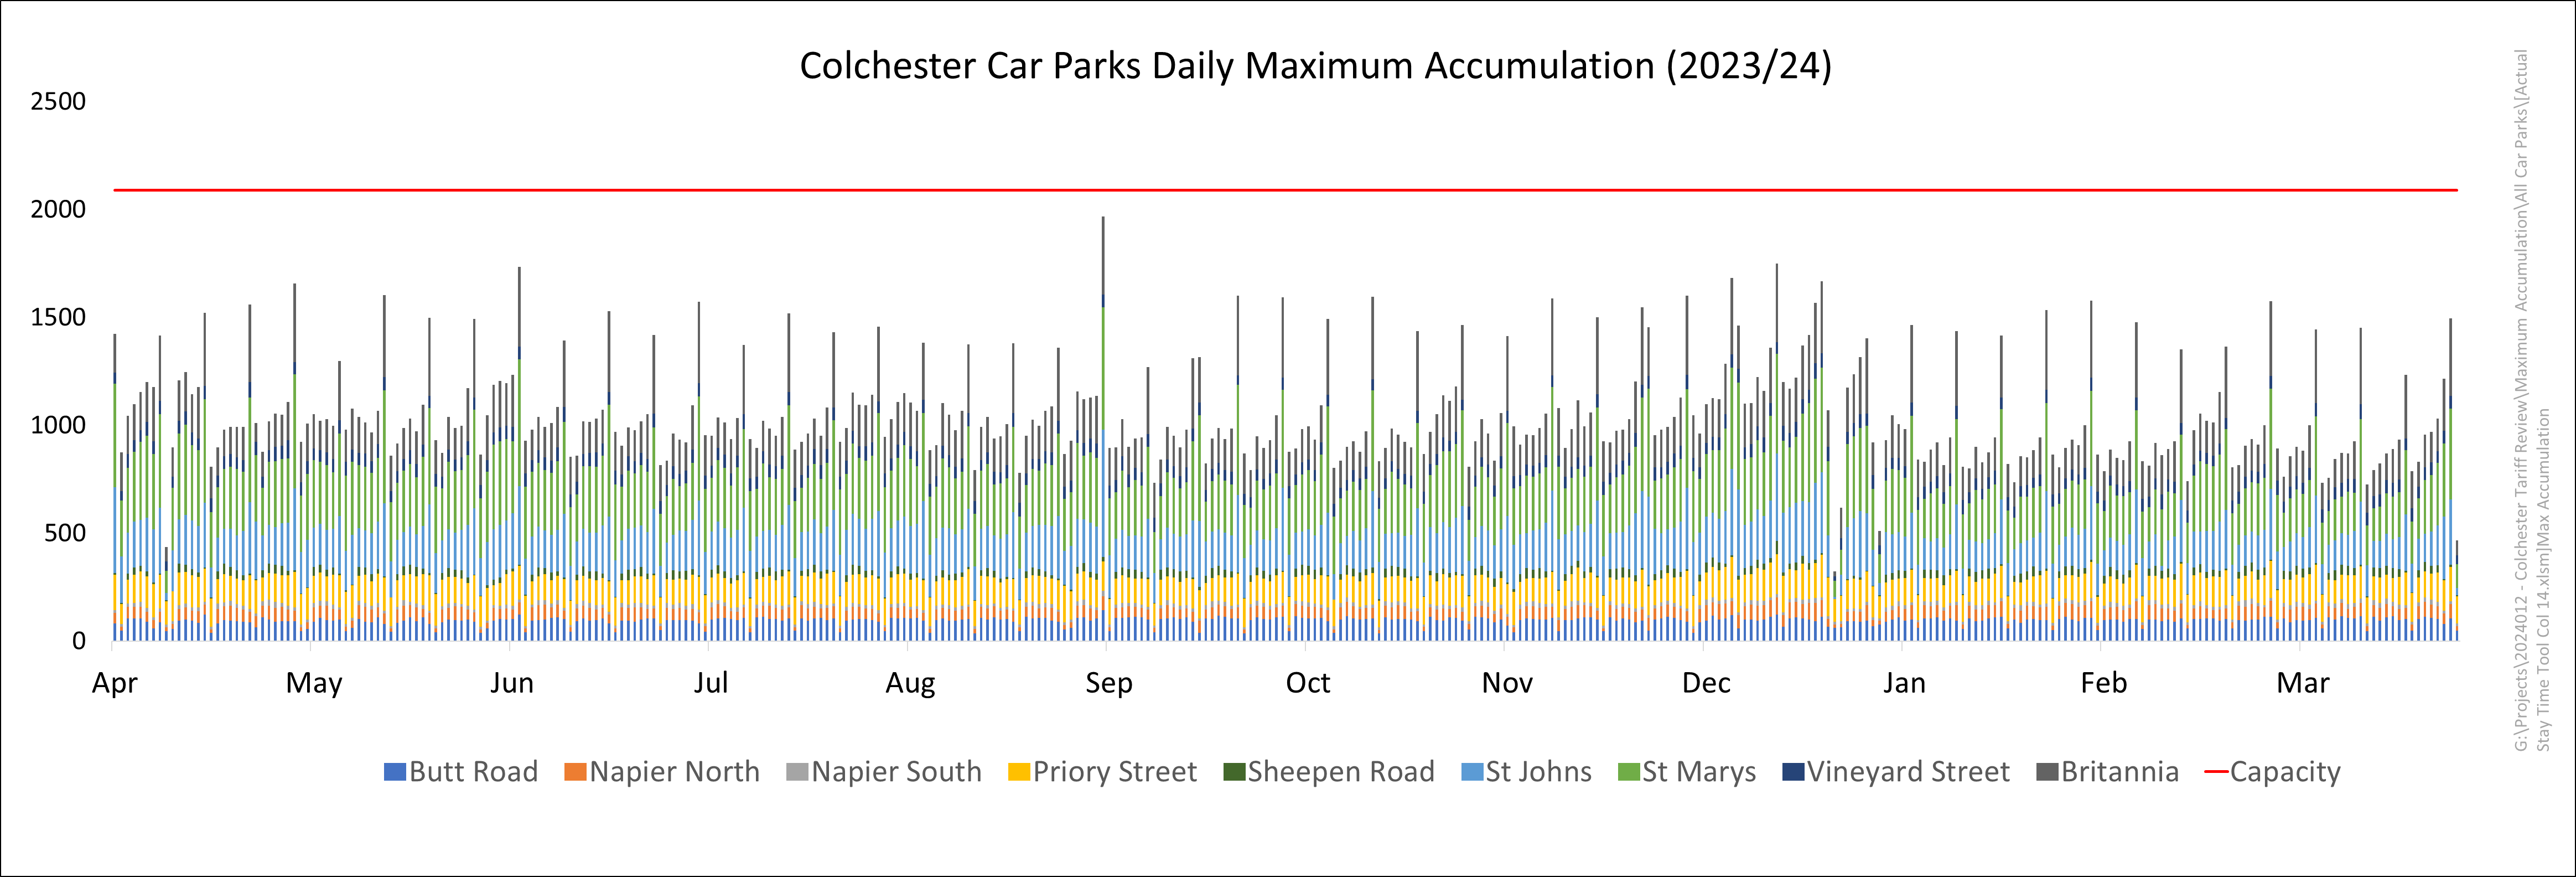 Colchester Car Parks Daily Maximum Accumulation (2023/24)
2500
2000
1500
1000
500
0
Apr May Jun Jul Aug Sep Oct Nov Dec Jan Feb Mar
Butt Road Napier North Napier South Priory Street Sheepen Road St Johns St Marys Vineyard Street Britannia Capacity
G:\Projects\2024012 - Colchester Tariff Review\Maximum Accumulation\All Car Parks\[Actual
Stay Time Tool Col 14.xlsm]Max Accumulation